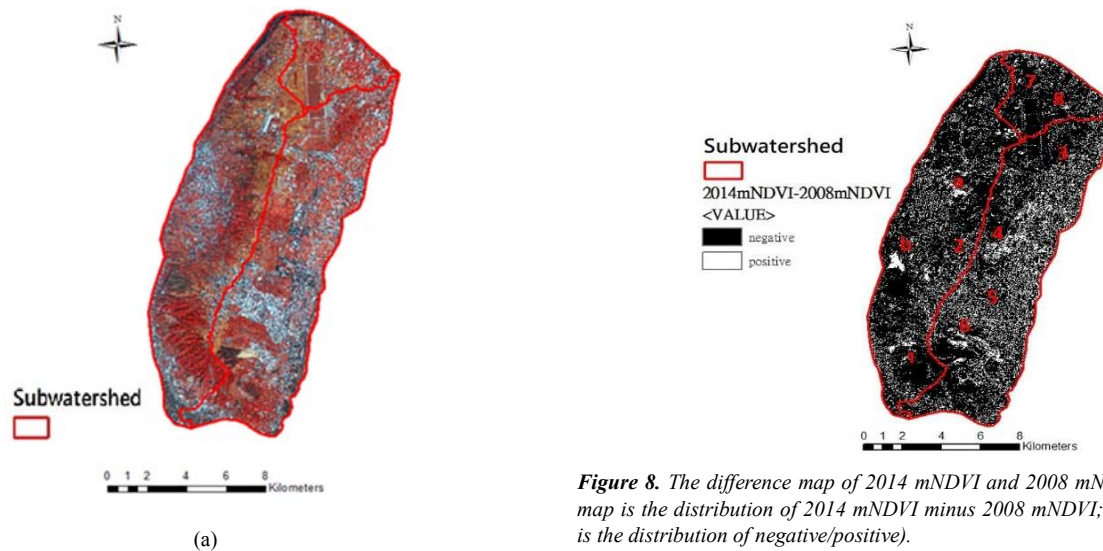 N
Subwatershed
0 1 2 4 6 8
Kilometers
(a)
N
Subwatershed
2014mNDVI-2008mNDVI
<VALUE>
negative
positive
7
8
3
a
b
2
4
5
6
1
0 1 2 4 6 8
Kilometers
Figure 8. The difference map of 2014 mNDVI and 2008 mN
map is the distribution of 2014 mNDVI minus 2008 mNDVI;
is the distribution of negative/positive).